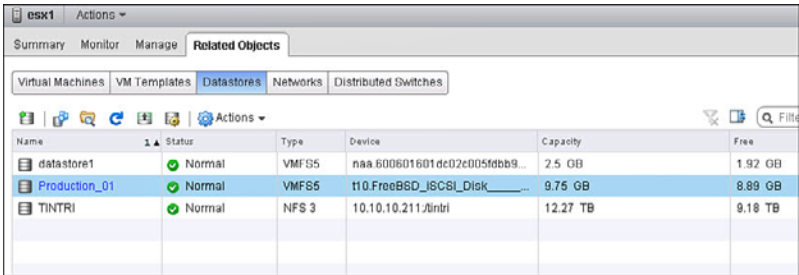 esx1 Actions
Summary Monitor Manage Related Objects
Virtual Machines VM Templates Datastores Networks Distributed Switches
Actions Filte
Name 1 Status Type Device Capacity Free
datastore1 Normal VMFS5 naa.600601601dc02c005fdbb9... 2.5 GB 1.92 GB
Production_01 Normal VMFS5 t10.FreeBSD_iSCSI_Disk______... 9.75 GB 8.89 GB
TINTRI Normal NFS 3 10.10.10.211:/tintri 12.27 TB 9.18 TB